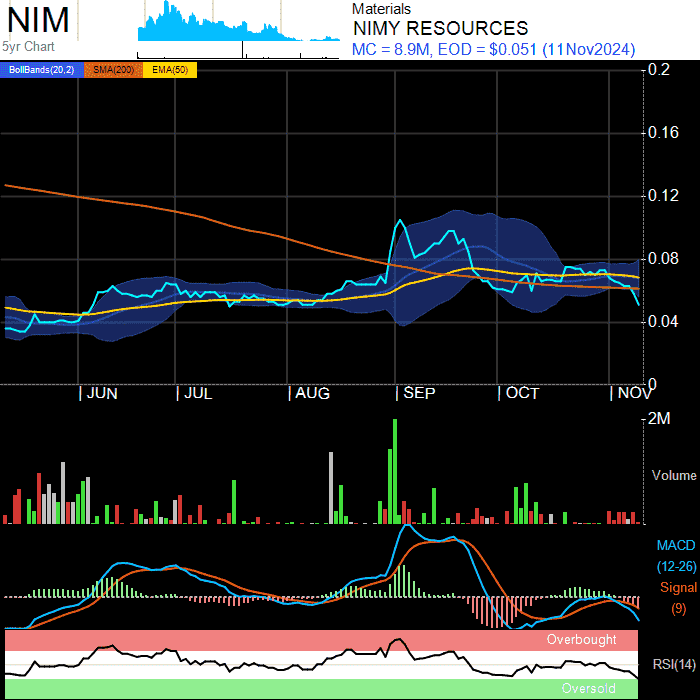 NIM
5yr Chart
Materials
NIMY RESOURCES
MC = 8.9M, EOD = $0.051 (11Nov2024)
BollBands(20,2) SMA(200) EMA(50)
0.2
0.16
0.12
0.08
0.04
0
JUN JUL AUG SEP OCT NOV
2M
Volume
MACD
(12-26)
Signal
(9)
Overbought
RSI(14)
Oversold